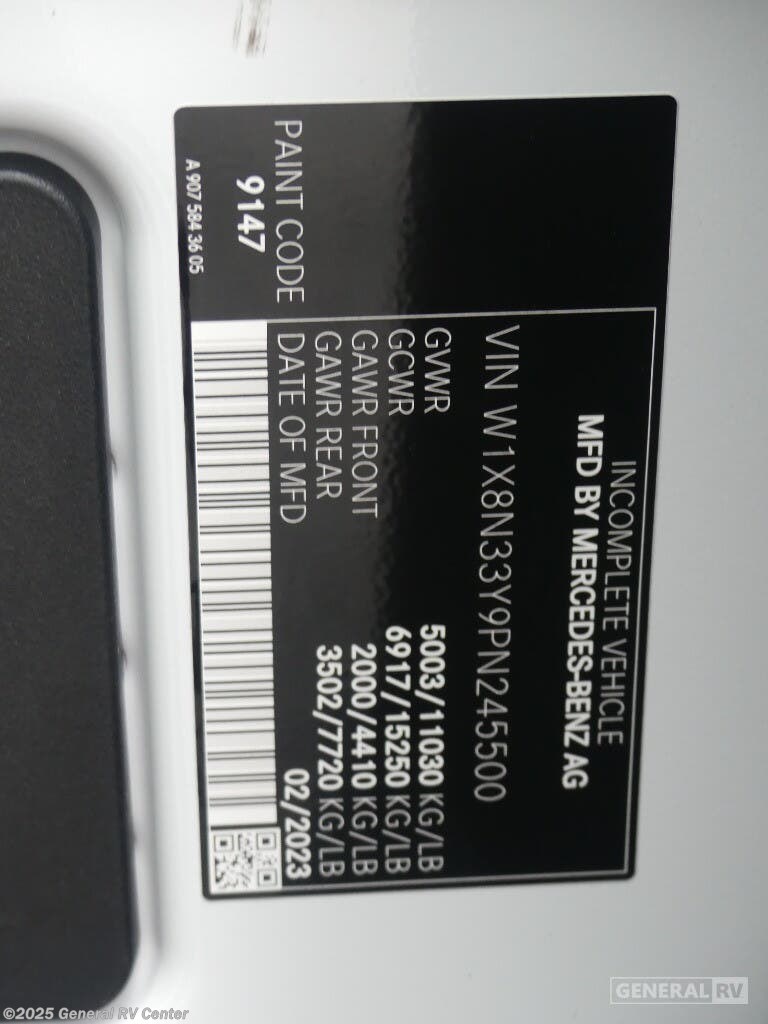 INCOMPLETE VEHICLE
MFD BY MERCEDES-BENZ AG
VIN W1X8N33Y9PN245500
GVWR 5003/11030 KG/LB
GCWR 6917/15250 KG/LB
GAWR FRONT 2000/4410 KG/LB
GAWR REAR 3502/7720 KG/LB
DATE OF MFD 02/2023
PAINT CODE
9147
A 907 584 36 05
GENERAL RV
©2025 General RV Center